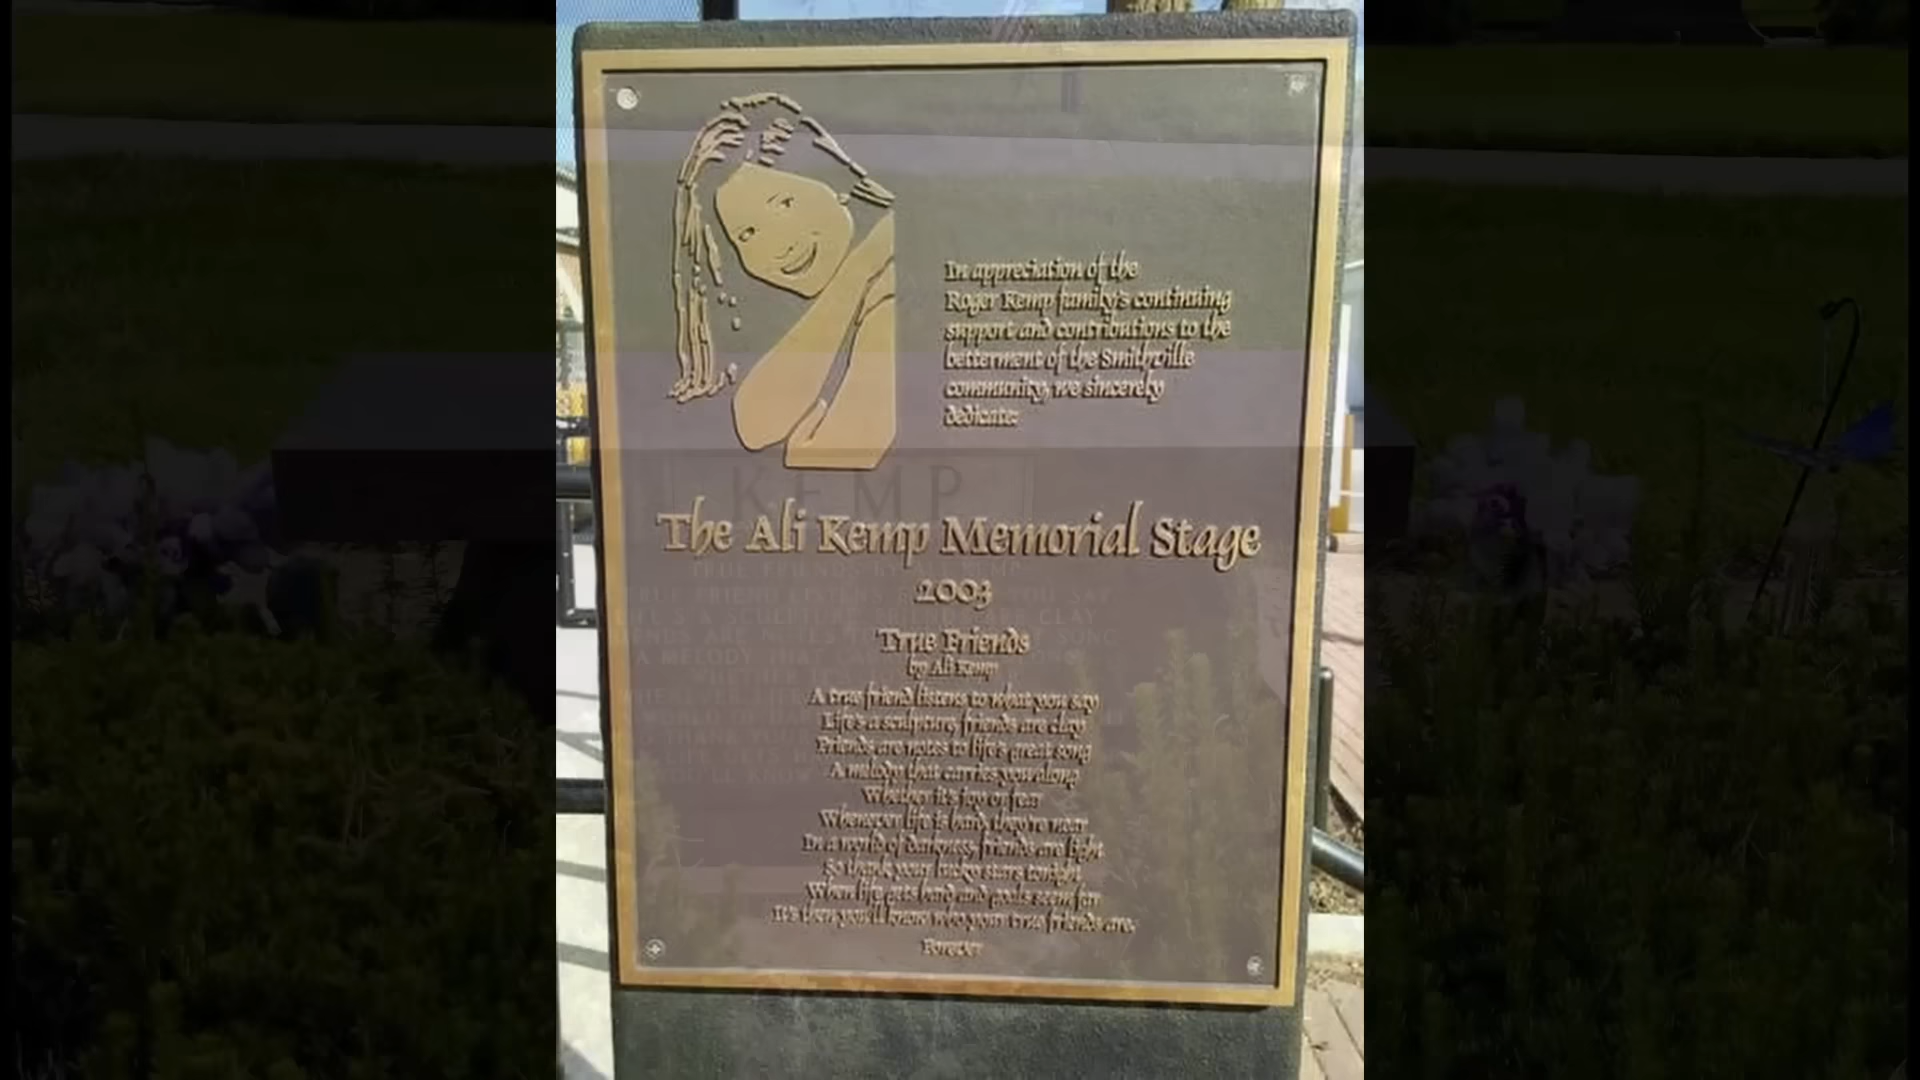 In appreciation of the
Roger Kemp family's continuing
support and contributions to the
betterment of the Smithville
community, we sincerely
dedicate:
KEMP
The Ali Kemp Memorial Stage
2003
True Friends
by Ali Kemp
A true friend listens to what you say
Life's a sculpture, friends are clay
Friends are notes to life's great song
A melody that carries you along
Whether it's joy or fear
Whenever life is hard, they're near
In a world of darkness, friends are light
So thank your lucky stars tonight
When life gets hard and goals seem far
It's then you'll know who your true friends are.
Forever